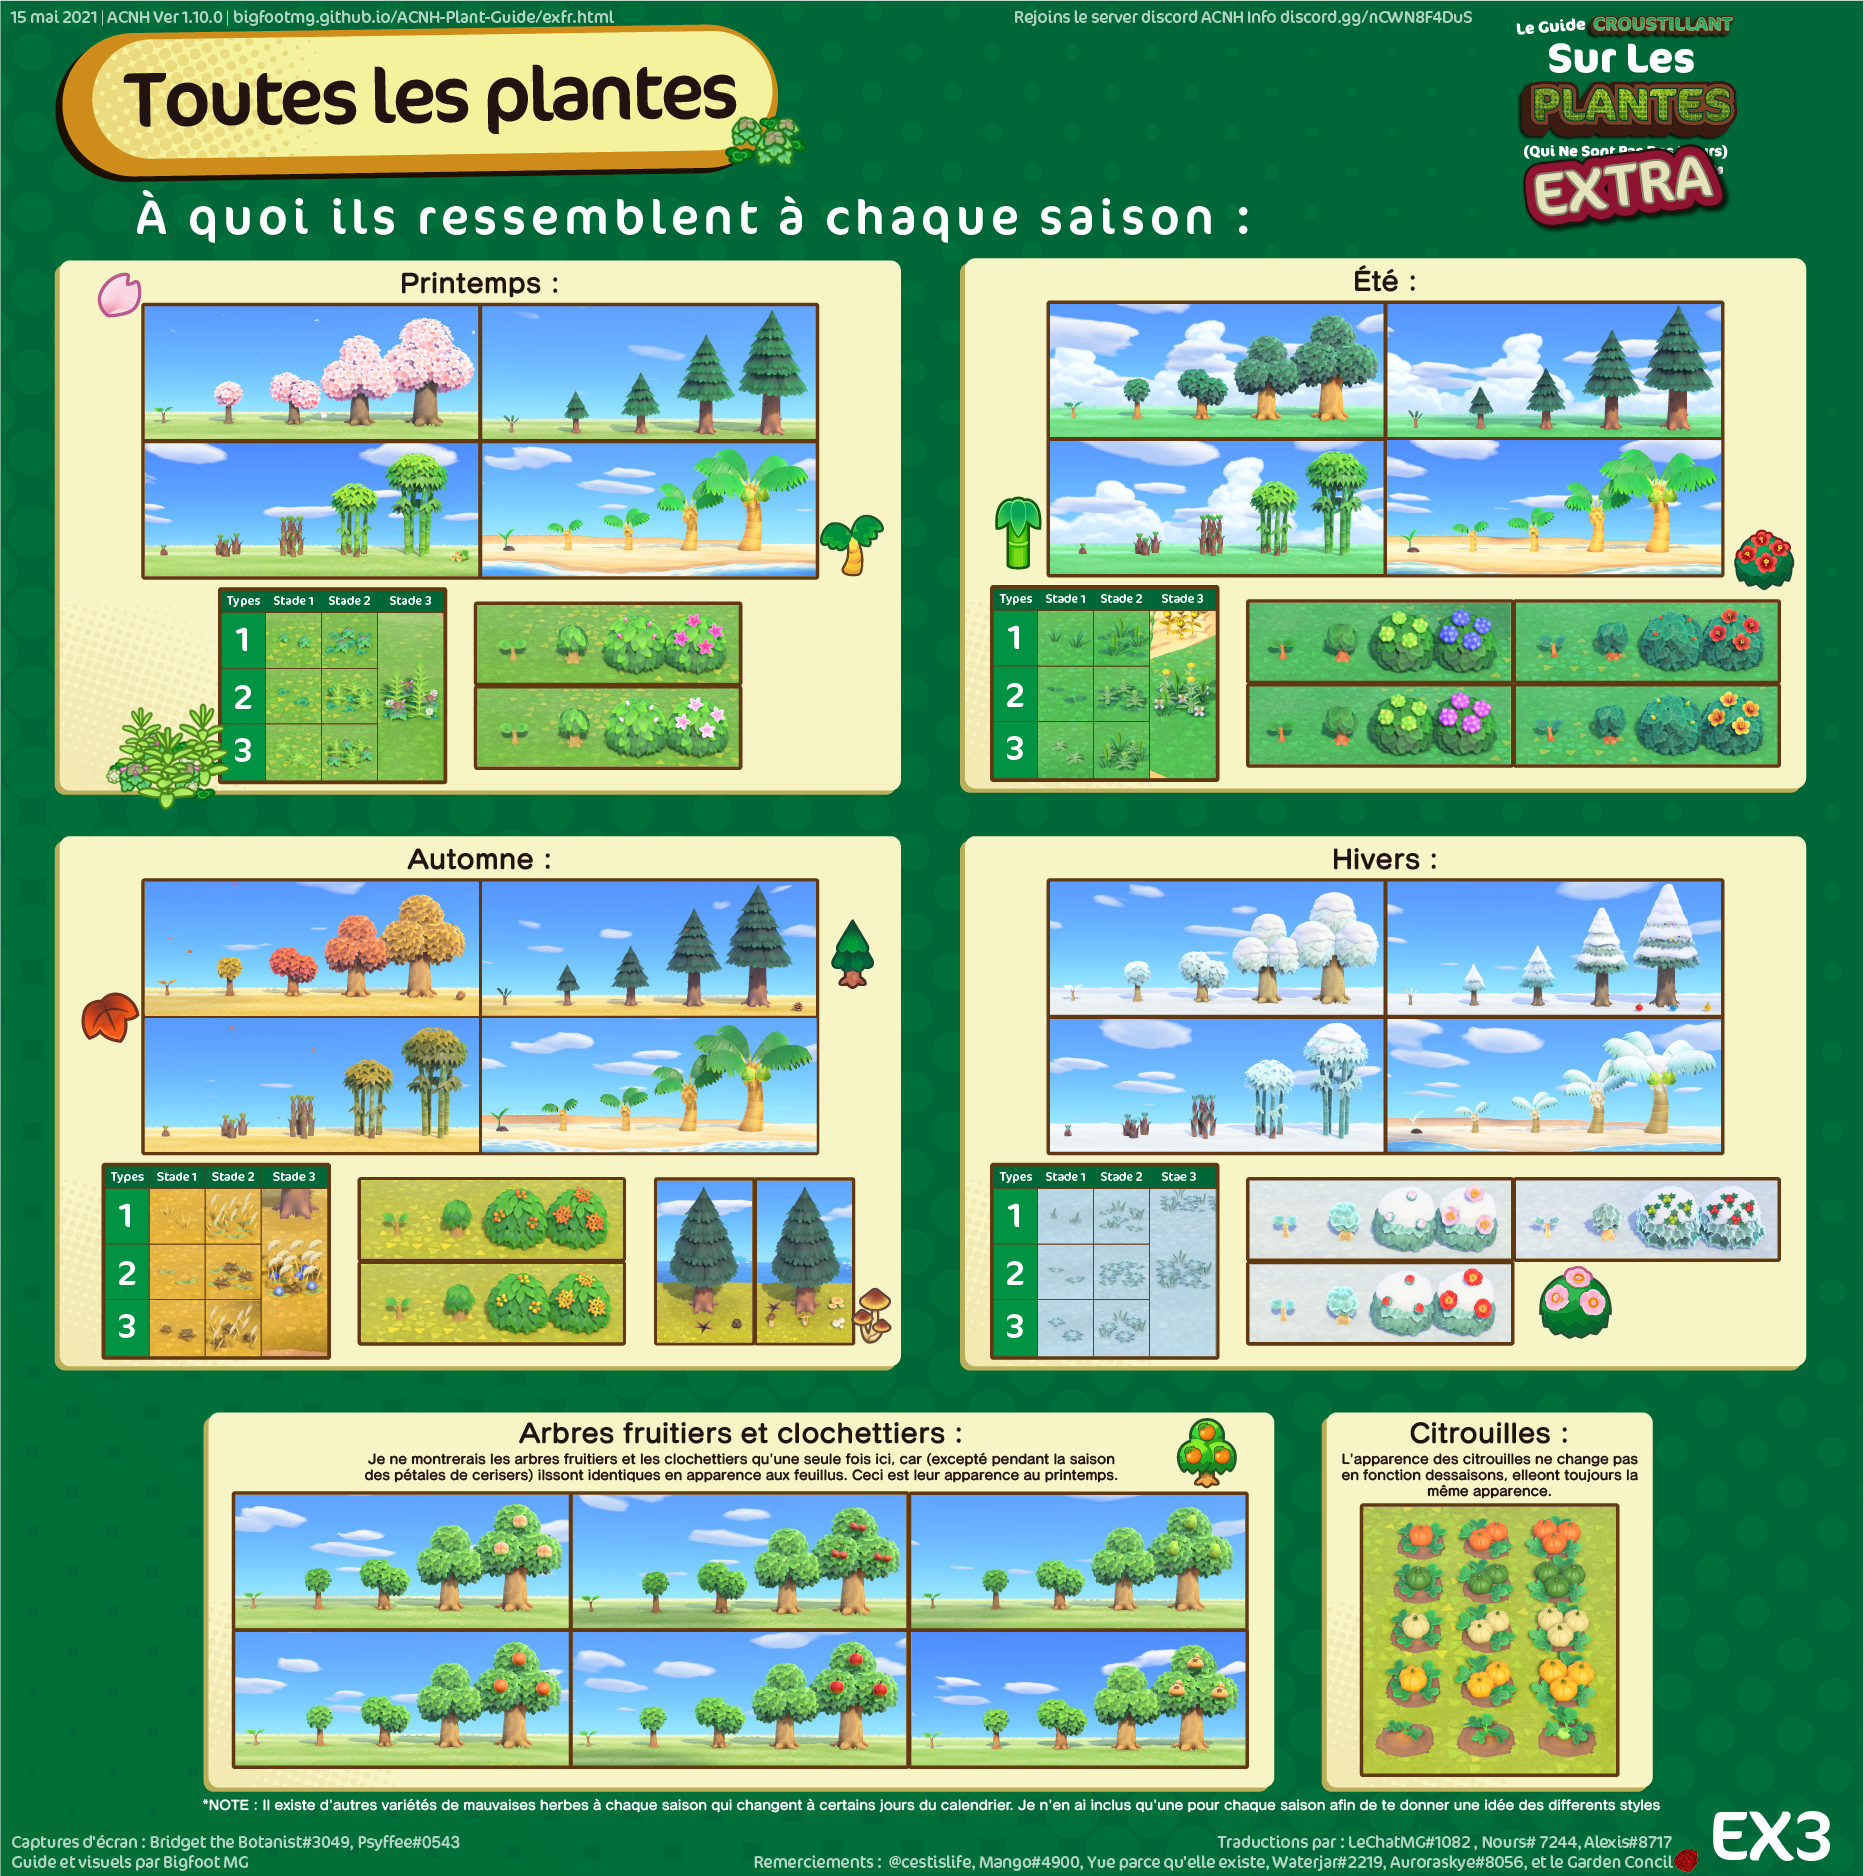 15 mai 2021 | ACNH Ver 1.10.0 | bigfootmg.github.io/ACNH-Plant-Guide/exfr.html
Rejoins le server discord ACNH Info discord.gg/nCWN8F4DuS
Le Guide CROUSTILLANT
Sur Les
PLANTES
(Qui Ne Sont
EXTRA
Toutes les plantes
À quoi ils ressemblent à chaque saison :
Printemps :
Types Stade 1 Stade 2 Stade 3
1
2
3
Été :
Types Stade 1 Stade 2 Stade 3
1
2
3
Automne :
Types Stade 1 Stade 2 Stade 3
1
2
3
Hivers :
Types Stade 1 Stade 2 Stae 3
1
2
3
Arbres fruitiers et clochettiers :
Je ne montrerais les arbres fruitiers et les clochettiers qu'une seule fois ici, car (excepté pendant la saison
des pétales de cerisers) ilssont identiques en apparence aux feuillus. Ceci est leur apparence au printemps.
Citrouilles :
L'apparence des citrouilles ne change pas
en fonction dessaisons, elleont toujours la
même apparence.
*NOTE : Il existe d'autres variétés de mauvaises herbes à chaque saison qui changent à certains jours du calendrier. Je n'en ai inclus qu'une pour chaque saison afin de te donner une idée des differents styles
Captures d'écran : Bridget the Botanist#3049, Psyffee#0543
Guide et visuels par Bigfoot MG
Traductions par : LeChatMG#1082 , Nours# 7244, Alexis#8717
Remerciements : @cestislife, Mango#4900, Yue parce qu'elle existe, Waterjar#2219, Auroraskye#8056, et le Garden Concil
EX3